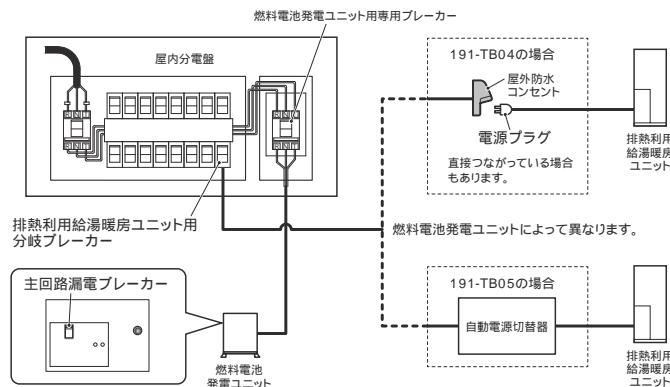 燃料電池発電ユニット用専用ブレーカー
屋内分電盤
191-TB04の場合
屋外防水
コンセント
電源プラグ
直接つながっている場合
もあります。
排熱利用
給湯暖房
ユニット
排熱利用給湯暖房ユニット用
分岐ブレーカー
燃料電池発電ユニットによって異なります。
主回路漏電ブレーカー
燃料電池
発電ユニット
191-TB05の場合
自動電源切替器
排熱利用
給湯暖房
ユニット